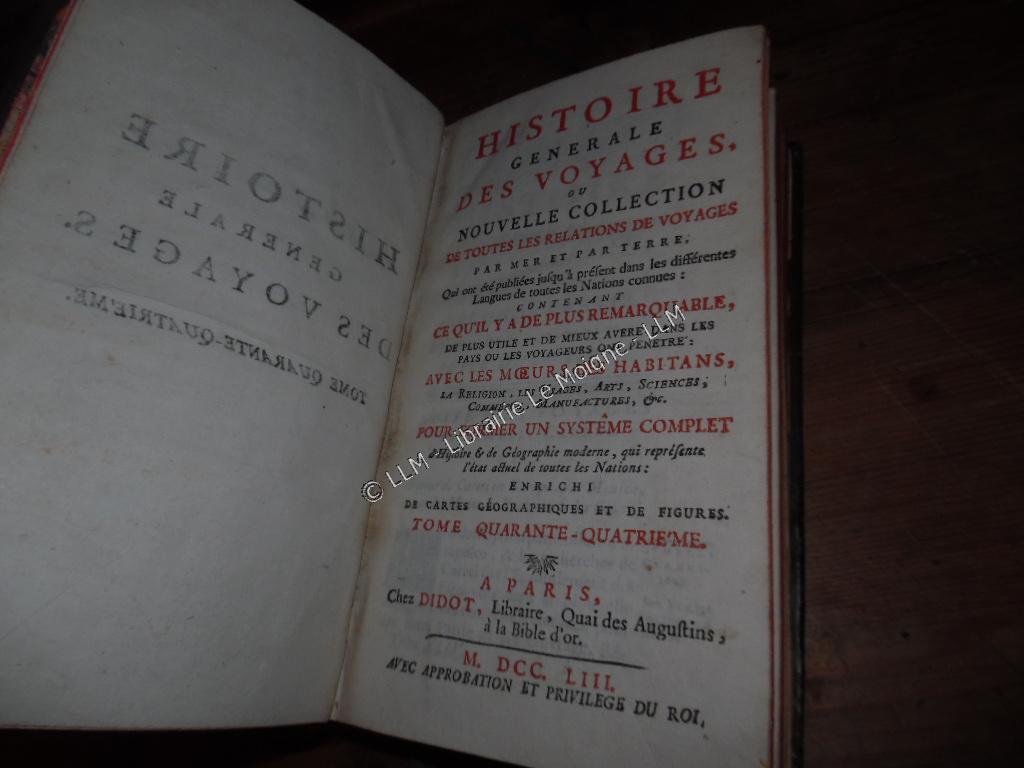 HISTOIRE
GENERALE
DES VOYAGES.
TOME QUARANTE-QUATRIEME.
HISTOIRE
GENERALE
DES VOYAGES,
OU
NOUVELLE COLLECTION
DE TOUTES LES RELATIONS DE VOYAGES
PAR MER ET PAR TERRE,
Qui ont été publiées jusqu'à préſent dans les différentes
Langues de toutes les Nations connues :
CONTENANT
CE QU'IL Y A DE PLUS REMARQUABLE,
DE PLUS UTILE ET DE MIEUX AVERÉ DANS LES
PAYS OU LES VOYAGEURS ONT PENETRÉ :
AVEC LES MŒURS DES HABITANS,
LA RELIGION, LES USAGES, ARTS, SCIENCES,
COMMERCE, MANUFACTURES, &c.
POUR FORMER UN SYSTÊME COMPLET
d'Hiſtoire & de Géographie moderne, qui repréſente
l'état actuel de toutes les Nations :
ENRICHI
DE CARTES GÉOGRAPHIQUES ET DE FIGURES.
TOME QUARANTE-QUATRIE'ME.
A PARIS,
Chez DIDOT, Libraire, Quai des Auguſtins,
à la Bible d'or.
M. DCC. LIII.
AVEC APPROBATION ET PRIVILEGE DU ROI,
© LLM - Librairie Le Moigne - LLM